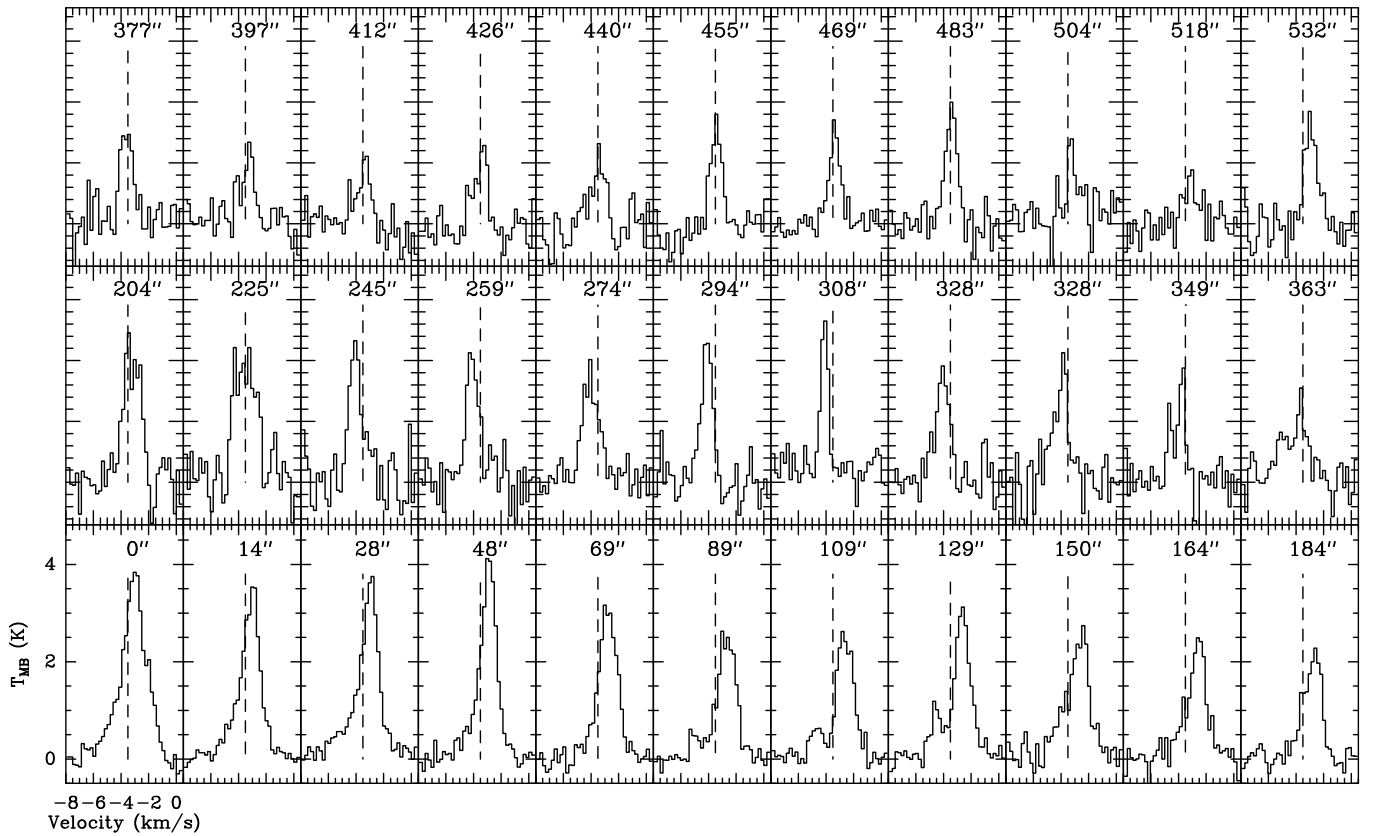 377″ 397″ 412″ 426″ 440″ 455″ 469″ 483″ 504″ 518″ 532″
204″ 225″ 245″ 259″ 274″ 294″ 308″ 328″ 328″ 349″ 363″
0″ 14″ 28″ 48″ 69″ 89″ 109″ 129″ 150″ 164″ 184″
4
2
0
T_MB (K)
−8−6−4−2 0
Velocity (km/s)